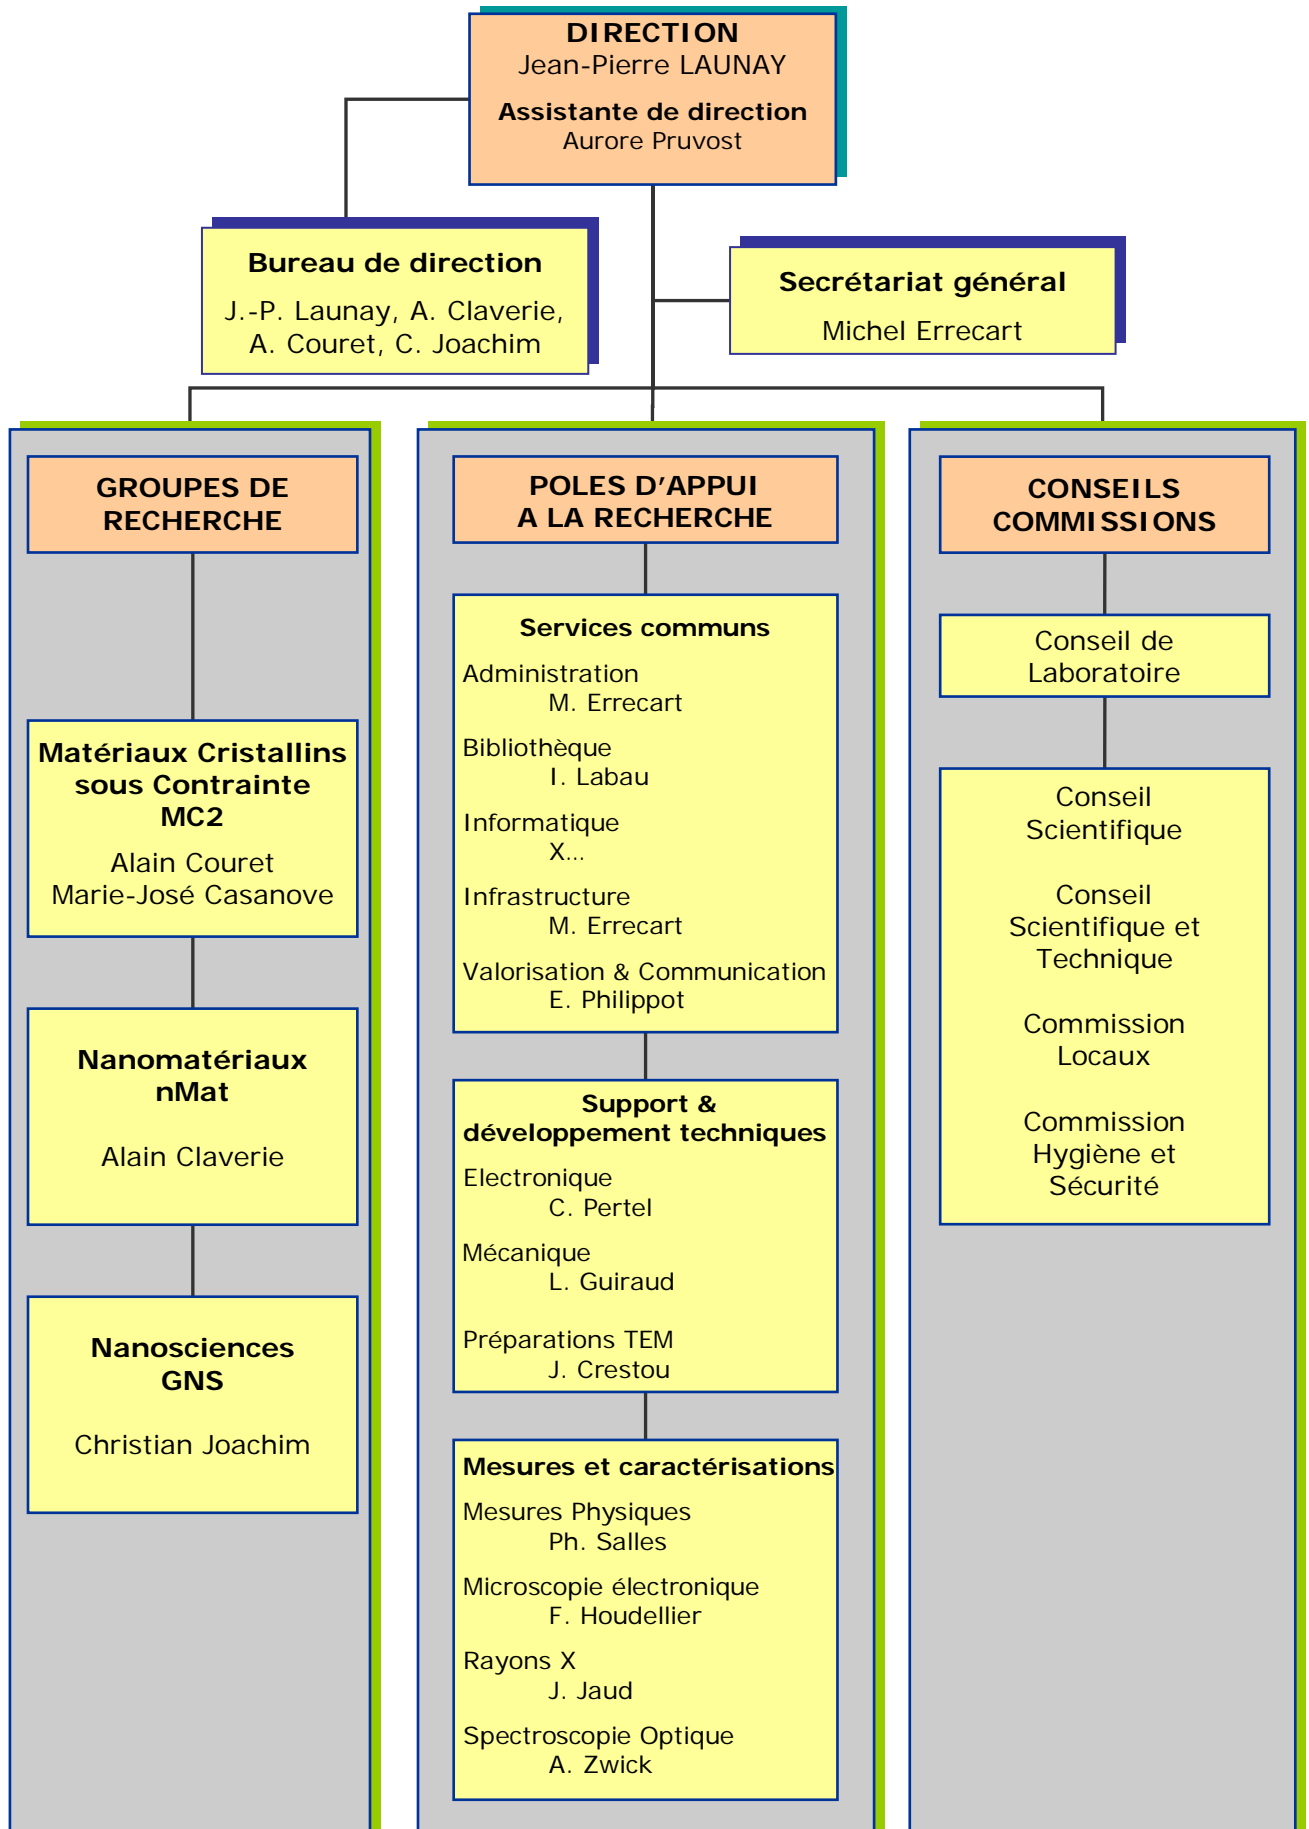 DIRECTION
Jean-Pierre LAUNAY
Assistante de direction
Aurore Pruvost
Bureau de direction
J.-P. Launay, A. Claverie,
A. Couret, C. Joachim
Secrétariat général
Michel Errecart
GROUPES DE
RECHERCHE
Matériaux Cristallins
sous Contrainte
MC2
Alain Couret
Marie-José Casanove
Nanomatériaux
nMat
Alain Claverie
Nanosciences
GNS
Christian Joachim
POLES D’APPUI
A LA RECHERCHE
Services communs
Administration
M. Errecart
Bibliothèque
I. Labau
Informatique
X...
Infrastructure
M. Errecart
Valorisation & Communication
E. Philippot
Support &
développement techniques
Electronique
C. Pertel
Mécanique
L. Guiraud
Préparations TEM
J. Crestou
Mesures et caractérisations
Mesures Physiques
Ph. Salles
Microscopie électronique
F. Houdellier
Rayons X
J. Jaud
Spectroscopie Optique
A. Zwick
CONSEILS
COMMISSIONS
Conseil de
Laboratoire
Conseil
Scientifique
Conseil
Scientifique et
Technique
Commission
Locaux
Commission
Hygiène et
Sécurité